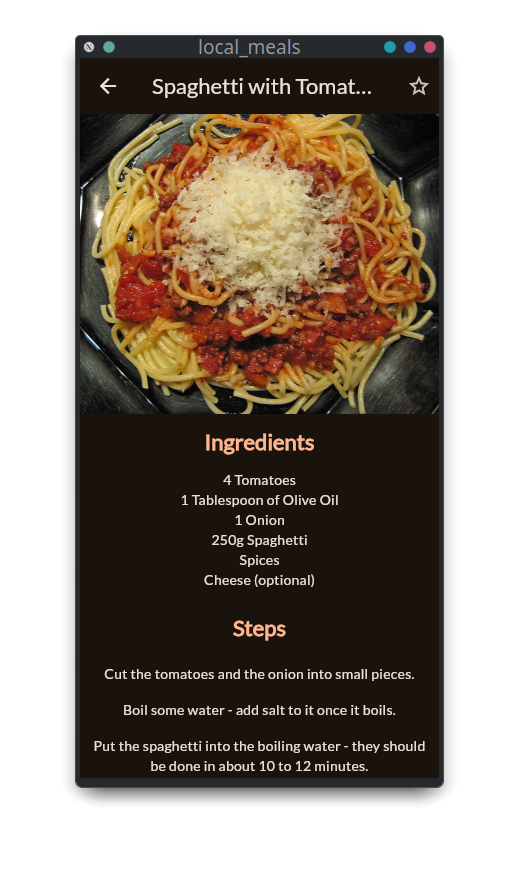 local_meals
Spaghetti with Tomat...
Ingredients
4 Tomatoes
1 Tablespoon of Olive Oil
1 Onion
250g Spaghetti
Spices
Cheese (optional)
Steps
Cut the tomatoes and the onion into small pieces.
Boil some water - add salt to it once it boils.
Put the spaghetti into the boiling water - they should
be done in about 10 to 12 minutes.